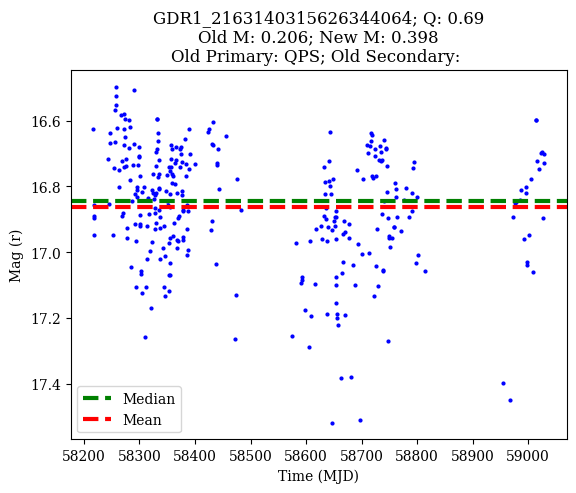 GDR1_2163140315626344064; Q: 0.69
Old M: 0.206; New M: 0.398
Old Primary: QPS; Old Secondary:
16.6
16.8
17.0
17.2
17.4
Mag (r)
Median
Mean
58200 58300 58400 58500 58600 58700 58800 58900 59000
Time (MJD)